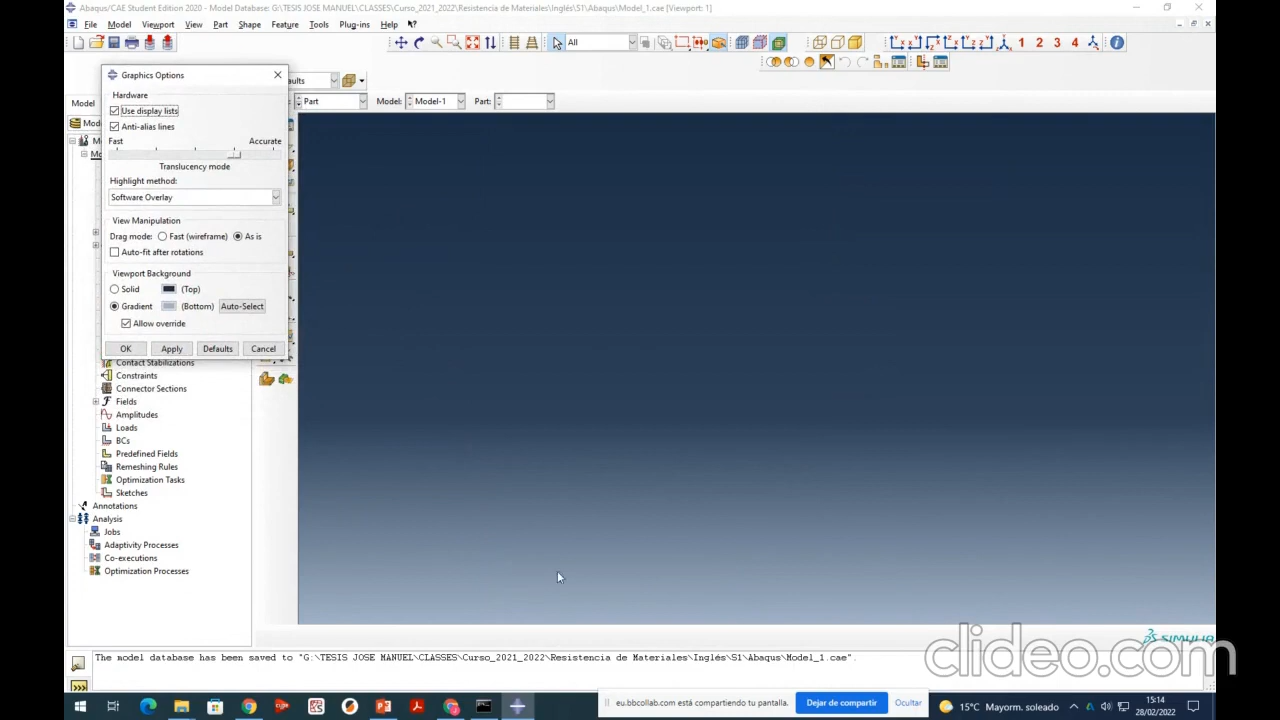 Abaqus/CAE Student Edition 2020 - Model Database: G:\TESIS JOSE MANUEL\CLASSES\Curso_2021_2022\Resistencia de Materiales\Inglés\S1\Abaqus\Model_1.cae [Viewport: 1]
File Model Viewport View Part Shape Feature Tools Plug-ins Help
All
1 2 3 4
Graphics Options
Hardware
Model Part Model: Model-1 Part:
Use display lists
Anti-alias lines
Fast Accurate
Translucency mode
Highlight method:
Software Overlay
View Manipulation
Drag mode: Fast (wireframe) As is
Auto-fit after rotations
Viewport Background
Solid (Top)
Gradient (Bottom) Auto-Select
Allow override
OK Apply Defaults Cancel
Contact Stabilizations
Constraints
Connector Sections
Fields
Amplitudes
Loads
BCs
Predefined Fields
Remeshing Rules
Optimization Tasks
Sketches
Annotations
Analysis
Jobs
Adaptivity Processes
Co-executions
Optimization Processes
The model database has been saved to "G:\TESIS JOSE MANUEL\CLASSES\Curso_2021_2022\Resistencia de Materiales\Inglés\S1\Abaqus\Model_1.cae".
clideo.com
eu.bbcollab.com está compartiendo tu pantalla. Dejar de compartir Ocultar
15°C Mayorm. soleado
15:14
28/02/2022